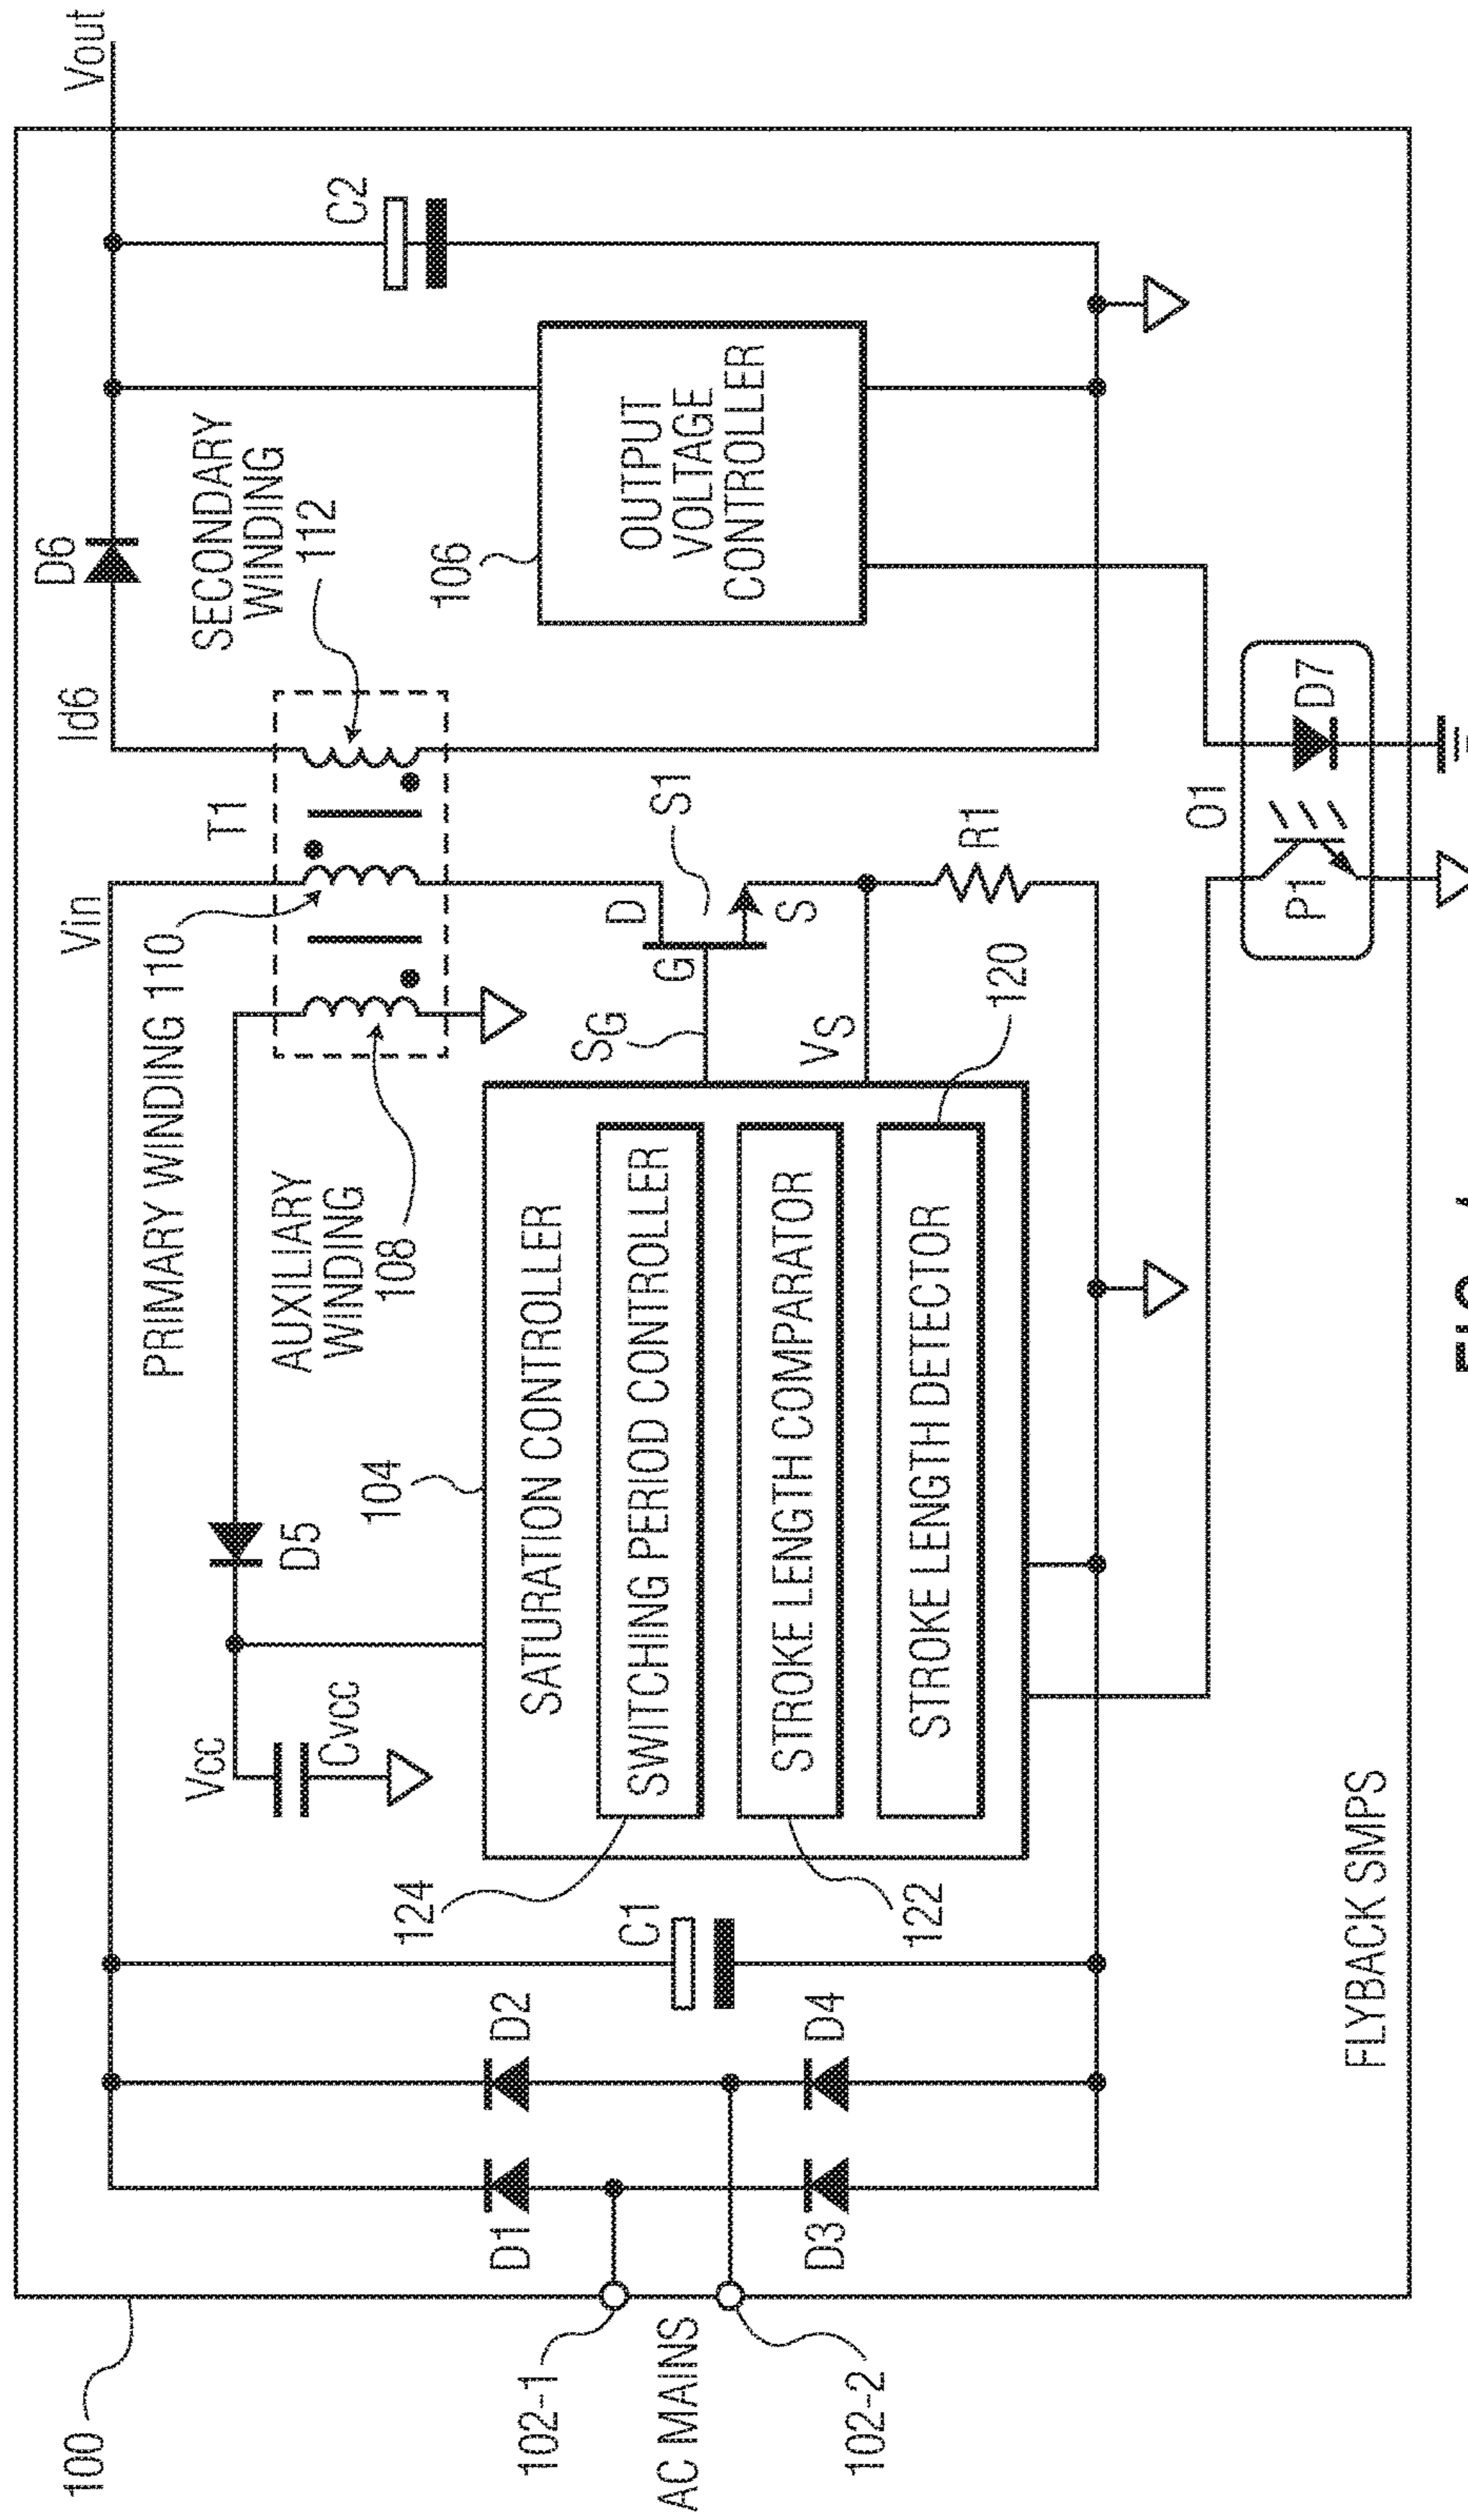 100
Vout
D6
Id6
Vin
C2
SECONDARY
WINDING
112
T1
PRIMARY WINDING 110
AUXILIARY
WINDING
108
D5
Vcc
Cvcc
106
OUTPUT
VOLTAGE
CONTROLLER
104
SATURATION CONTROLLER
SWITCHING PERIOD CONTROLLER
STROKE LENGTH COMPARATOR
STROKE LENGTH DETECTOR
124
122
120
SG
VS
D
G
S
S1
R1
C1
D2
D1
D4
D3
102-1
AC MAINS
102-2
O1
P1
D7
FLYBACK SMPS